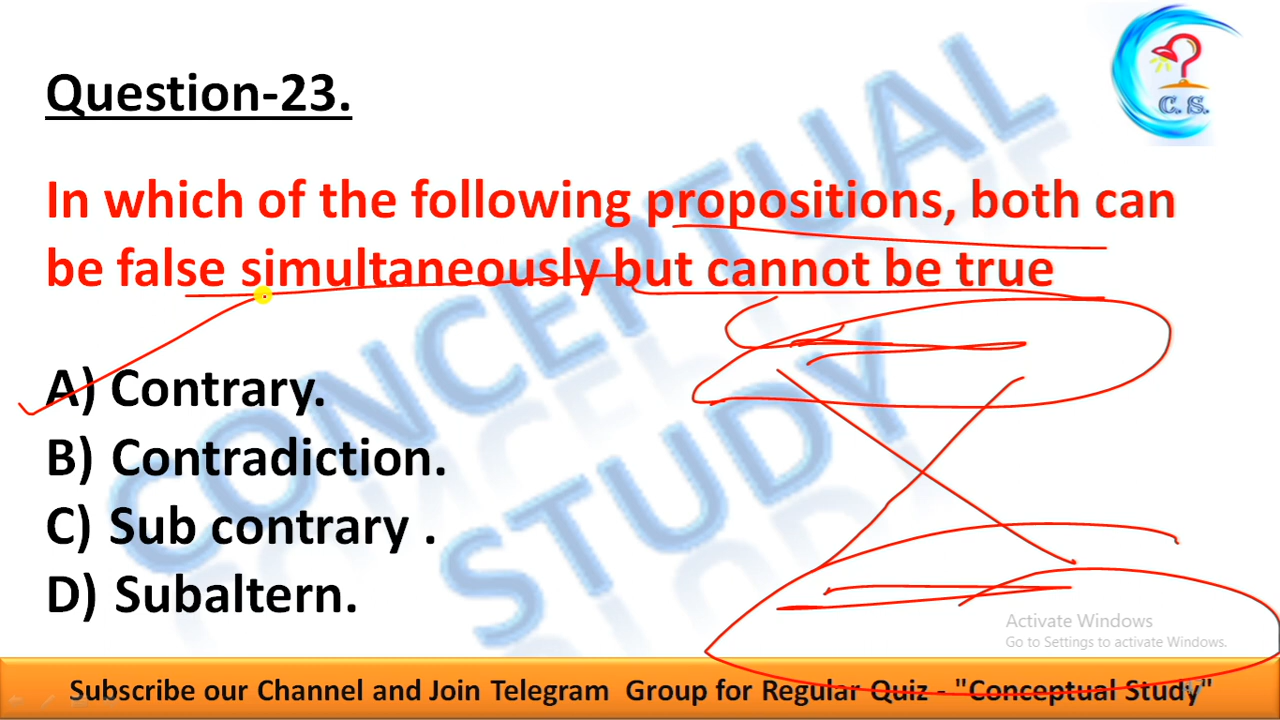 Question-23.
C. S.
In which of the following propositions, both can
be false simultaneously but cannot be true
A) Contrary.
B) Contradiction.
C) Sub contrary .
D) Subaltern.
CONCEPTUAL
STUDY
Activate Windows
Go to Settings to activate Windows.
Subscribe our Channel and Join Telegram Group for Regular Quiz - "Conceptual Study"